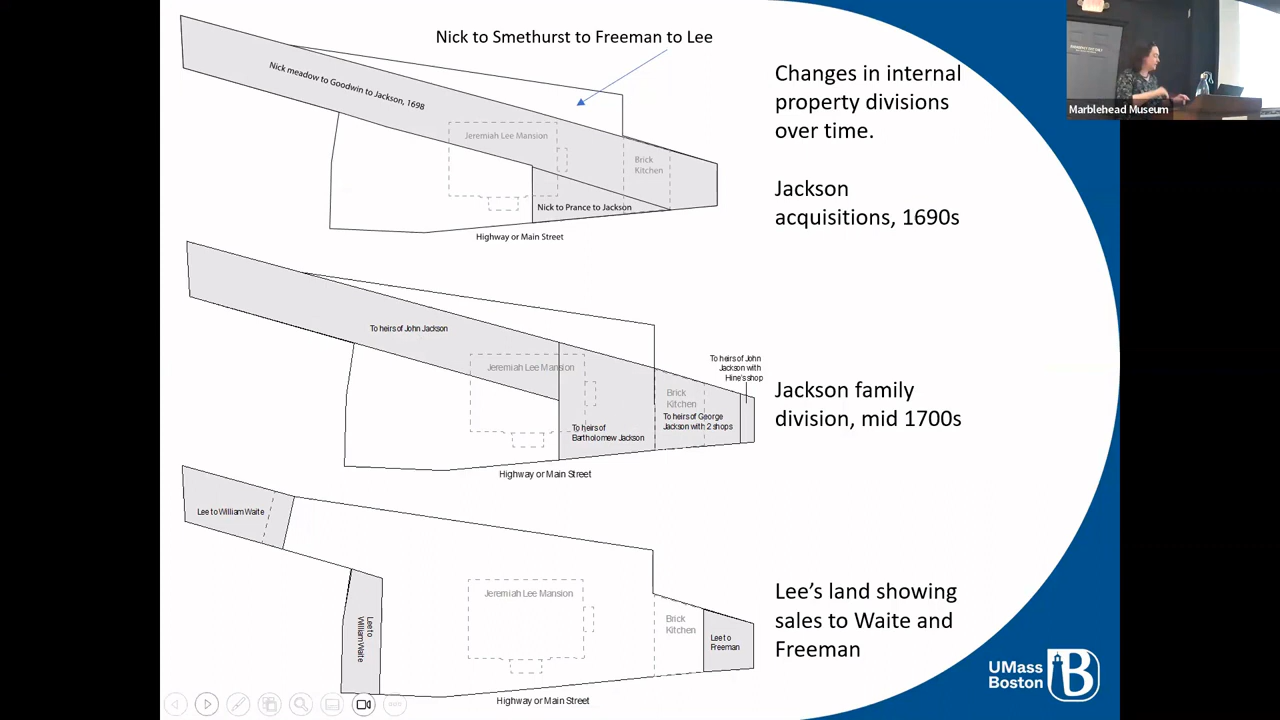 Nick to Smethurst to Freeman to Lee
Nick meadow to Goodwin to Jackson, 1698
Jeremiah Lee Mansion
Brick
Kitchen
Nick to Prance to Jackson
Highway or Main Street
Changes in internal
property divisions
over time.
Jackson
acquisitions, 1690s
Marblehead Museum
To heirs of John Jackson
Jeremiah Lee Mansion
To heirs of
Bartholomew Jackson
Brick
Kitchen
To heirs of George
Jackson with 2 shops
To heirs of John
Jackson with
Hine's shop
Highway or Main Street
Jackson family
division, mid 1700s
Lee to William Waite
Lee to
William Waite
Jeremiah Lee Mansion
Brick
Kitchen
Lee to
Freeman
Highway or Main Street
Lee's land showing
sales to Waite and
Freeman
UMass
Boston
B